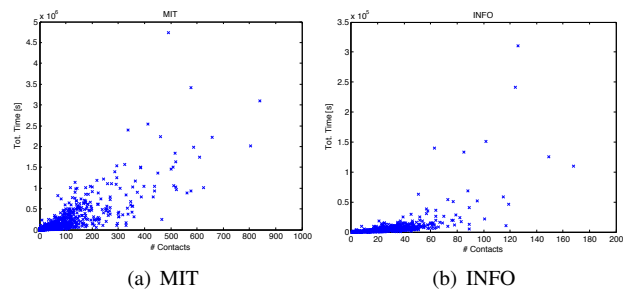 MIT
x 10^6
5
4.5
4
3.5
3
2.5
2
1.5
1
0.5
0
Tot. Time [s]
0 100 200 300 400 500 600 700 800 900 1000
# Contacts
(a) MIT
INFO
x 10^5
3.5
3
2.5
2
1.5
1
0.5
0
Tot. Time [s]
0 20 40 60 80 100 120 140 160 180 200
# Contacts
(b) INFO